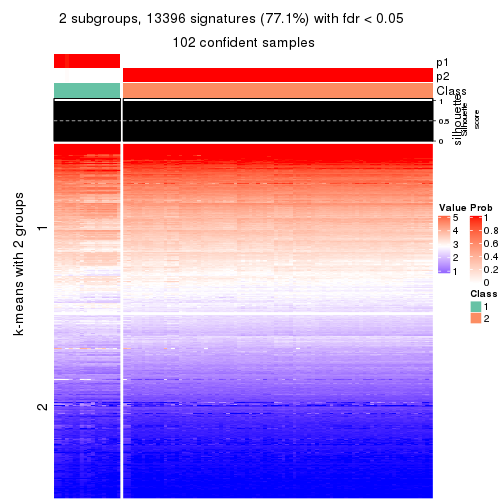 2 subgroups, 13396 signatures (77.1%) with fdr < 0.05
102 confident samples
p1
p2
Class
silhouette
Silhouette
score
1
0.5
0
k-means with 2 groups
1
2
Value
5
4
3
2
1
Prob
1
0.8
0.6
0.4
0.2
0
Class
1
2